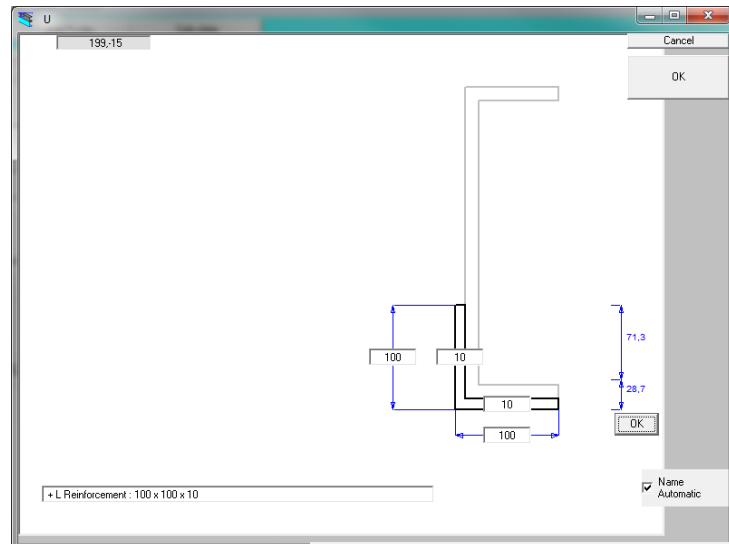 U
199,-15
Cancel
OK
71,3
100
10
28,7
10
OK
100
Name
Automatic
+ L Reinforcement : 100 x 100 x 10